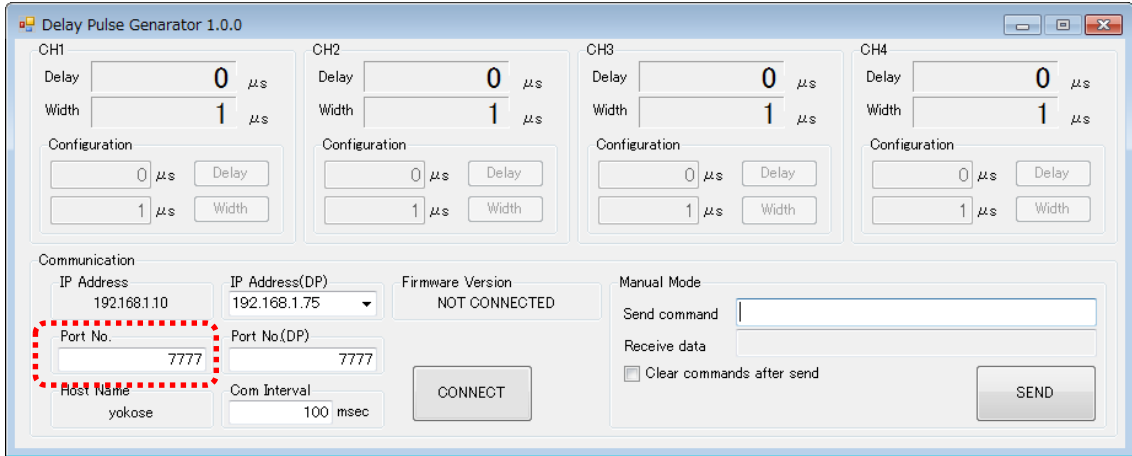 Delay Pulse Genarator 1.0.0
CH1
Delay 0 μs
Width 1 μs
Configuration
0 μs Delay
1 μs Width
CH2
Delay 0 μs
Width 1 μs
Configuration
0 μs Delay
1 μs Width
CH3
Delay 0 μs
Width 1 μs
Configuration
0 μs Delay
1 μs Width
CH4
Delay 0 μs
Width 1 μs
Configuration
0 μs Delay
1 μs Width
Communication
IP Address
192.168.1.10
IP Address(DP)
192.168.1.75
Firmware Version
NOT CONNECTED
Port No.
7777
Port No.(DP)
7777
Host Name
yokose
Com Interval
100 msec
CONNECT
Manual Mode
Send command
Receive data
Clear commands after send
SEND